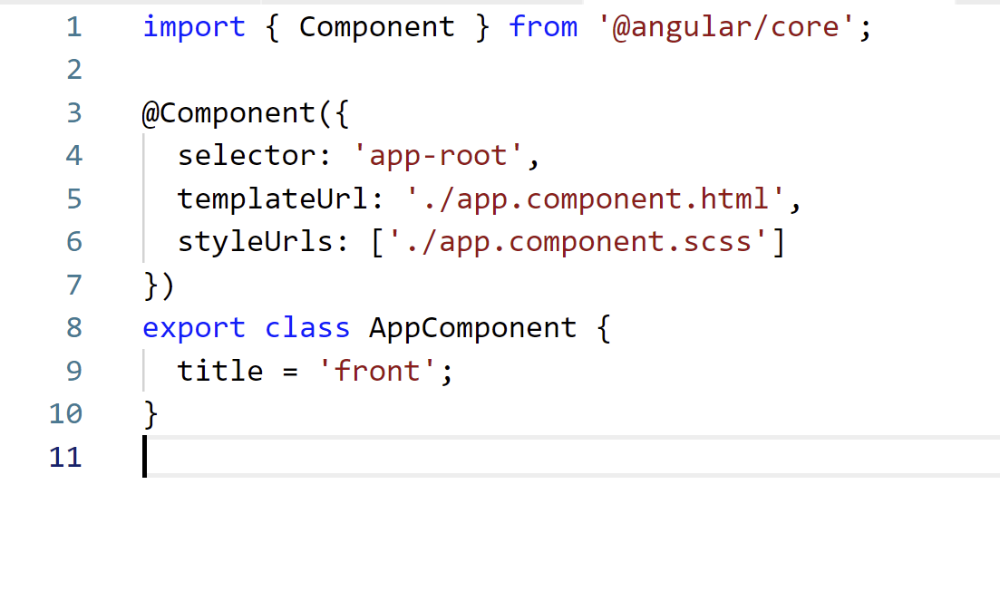 1 import { Component } from '@angular/core';
2
3 @Component({
4   selector: 'app-root',
5   templateUrl: './app.component.html',
6   styleUrls: ['./app.component.scss']
7 })
8 export class AppComponent {
9   title = 'front';
10 }
11